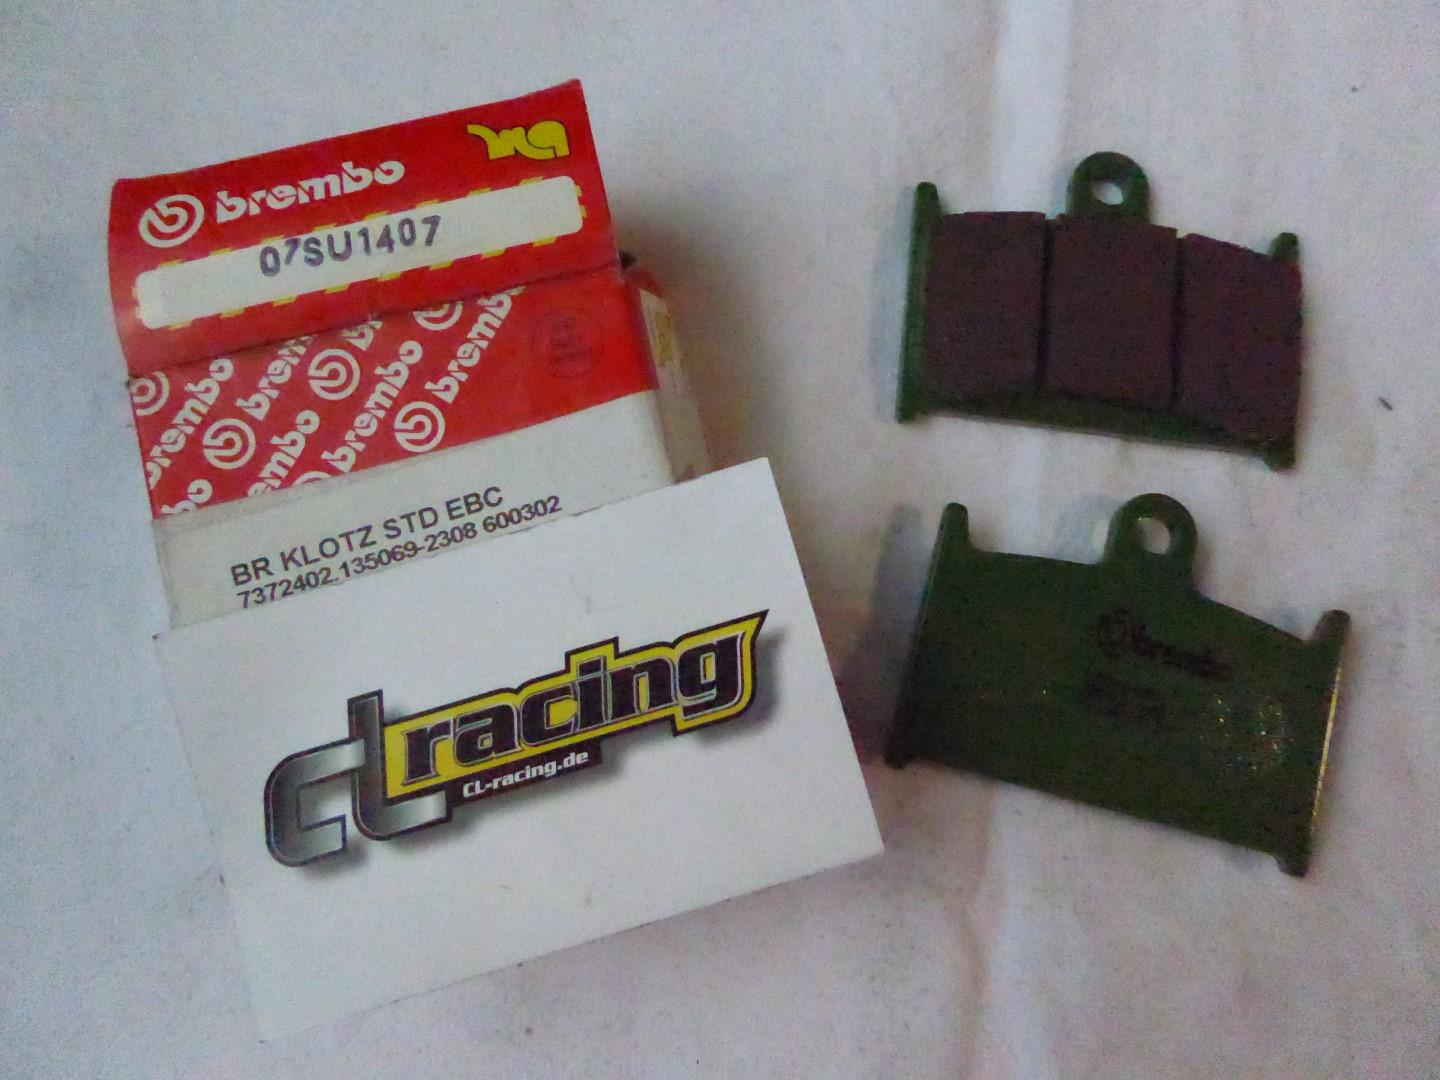 brembo
07SU1407
brembo
brembo
brembo
brembo
brembo
BR KLOTZ STD EBC
7372402.135069-2308 600302
CL racing
CL-racing.de
brembo